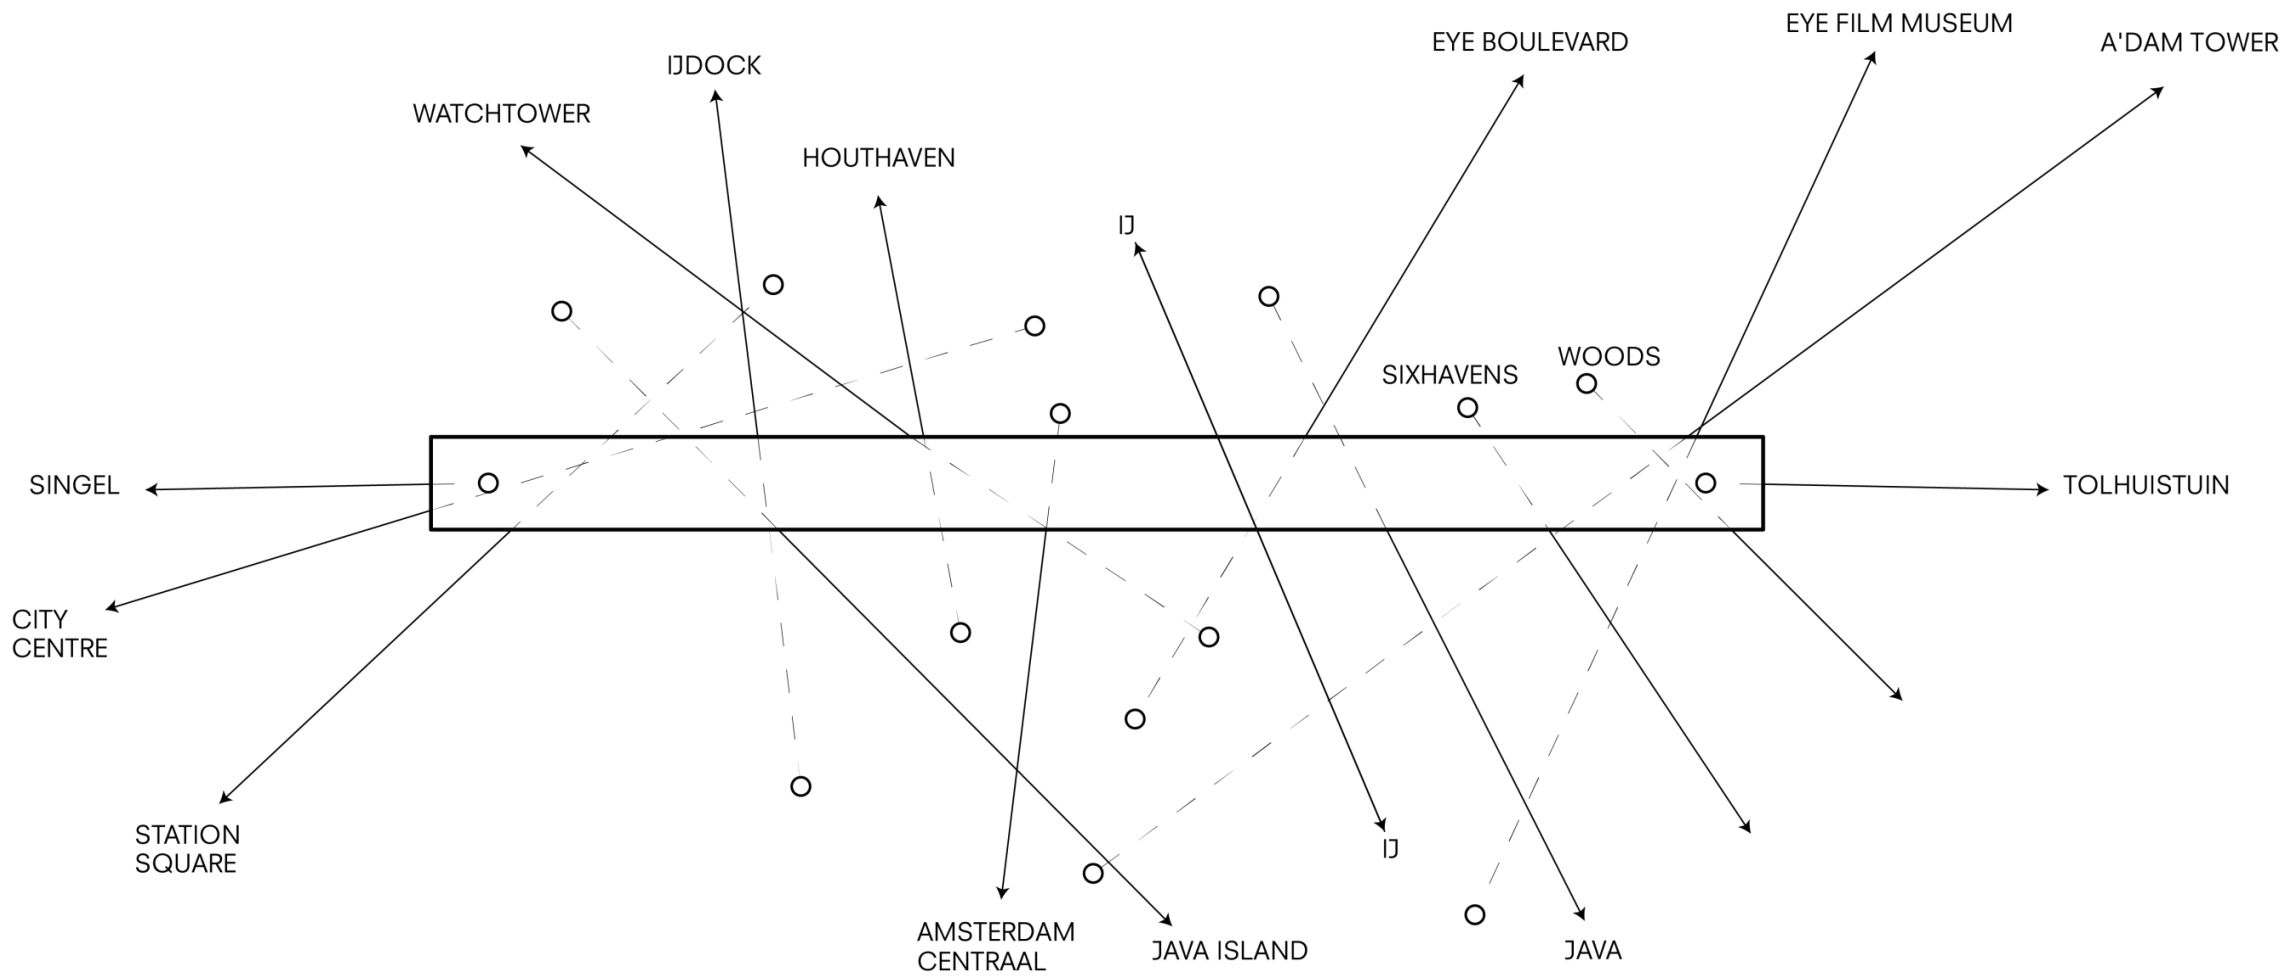 EYE FILM MUSEUM
EYE BOULEVARD
A'DAM TOWER
IJDOCK
WATCHTOWER
HOUTHAVEN
IJ
WOODS
SIXHAVENS
SINGEL
TOLHUISTUIN
CITY
CENTRE
STATION
SQUARE
IJ
AMSTERDAM
CENTRAAL
JAVA ISLAND
JAVA